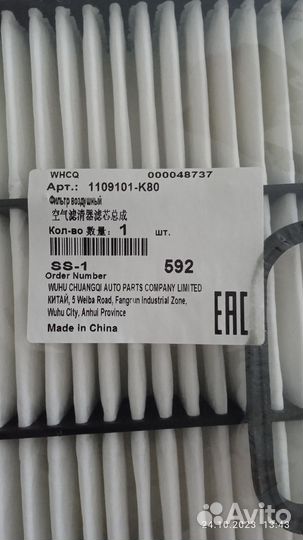 WHCQ 000048737
Арт.: 1109101-K80
Фильтр воздушный
空气滤清器滤芯总成
Кол-во 数量: 1 шт.
SS-1 592
Order Number
WUHU CHUANGQI AUTO PARTS COMPANY LIMITED
КИТАЙ, 5 Weiba Road, Fangrun Industrial Zone,
Wuhu City, Anhui Province
Made in China
EAC
24.10.2023 13:43
Avito